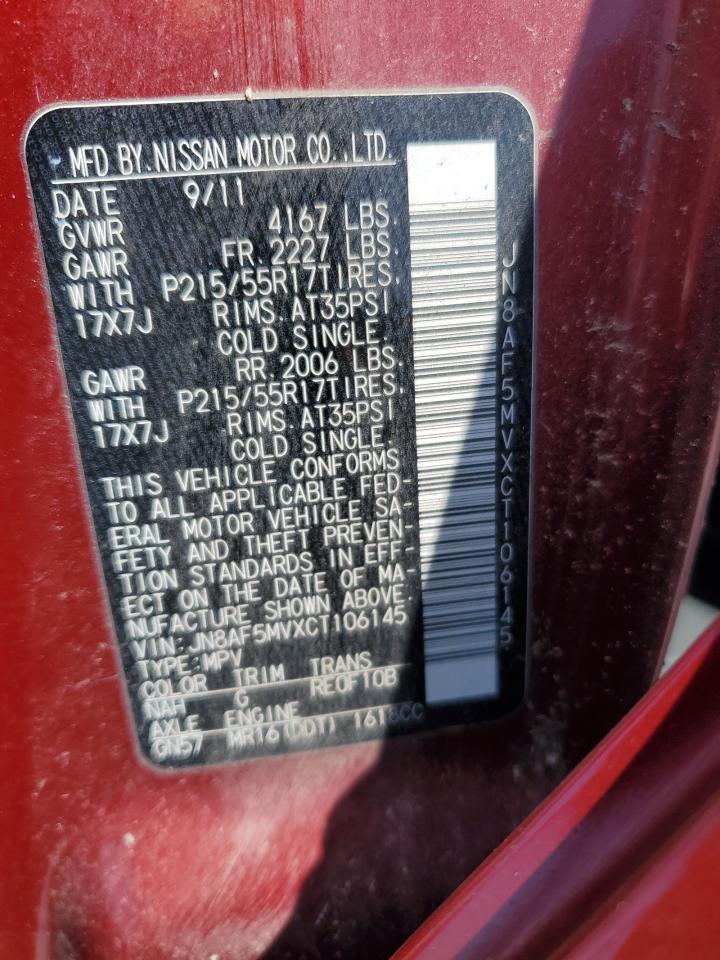 MFD BY.NISSAN MOTOR CO.,LTD.
DATE 9/11
GVWR 4167 LBS.
GAWR FR. 2227 LBS.
WITH P215/55R17TIRES.
17X7J RIMS. AT35PSI
COLD SINGLE.
GAWR RR. 2006 LBS.
WITH P215/55R17TIRES.
17X7J RIMS. AT35PSI
COLD SINGLE.
THIS VEHICLE CONFORMS
TO ALL APPLICABLE FED-
ERAL MOTOR VEHICLE SA-
FETY AND THEFT PREVEN-
TION STANDARDS IN EFF-
ECT ON THE DATE OF MA-
NUFACTURE SHOWN ABOVE.
VIN:JN8AF5MVXCT106145
TYPE:MPV
COLOR TRIM TRANS
NAH G RE0F10B
AXLE ENGINE
GN57 MR16(DDT) 1618CC
JN8AF5MVXCT106145